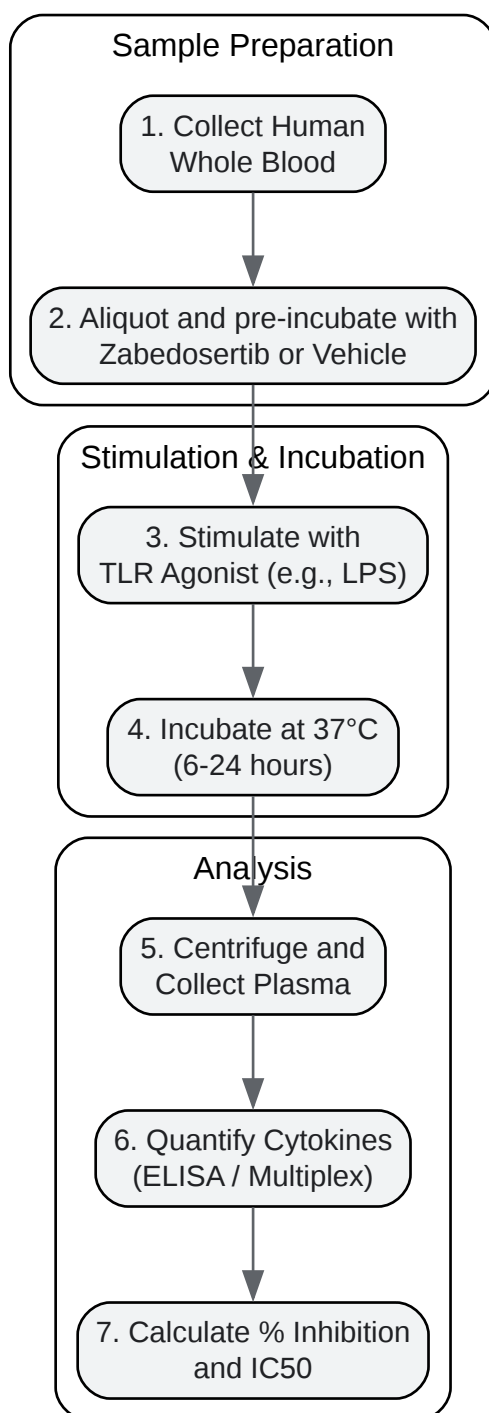 Sample Preparation
1. Collect Human
Whole Blood
2. Aliquot and pre-incubate with
Zabedosertib or Vehicle
Stimulation & Incubation
3. Stimulate with
TLR Agonist (e.g., LPS)
4. Incubate at 37°C
(6-24 hours)
Analysis
5. Centrifuge and
Collect Plasma
6. Quantify Cytokines
(ELISA / Multiplex)
7. Calculate % Inhibition
and IC50